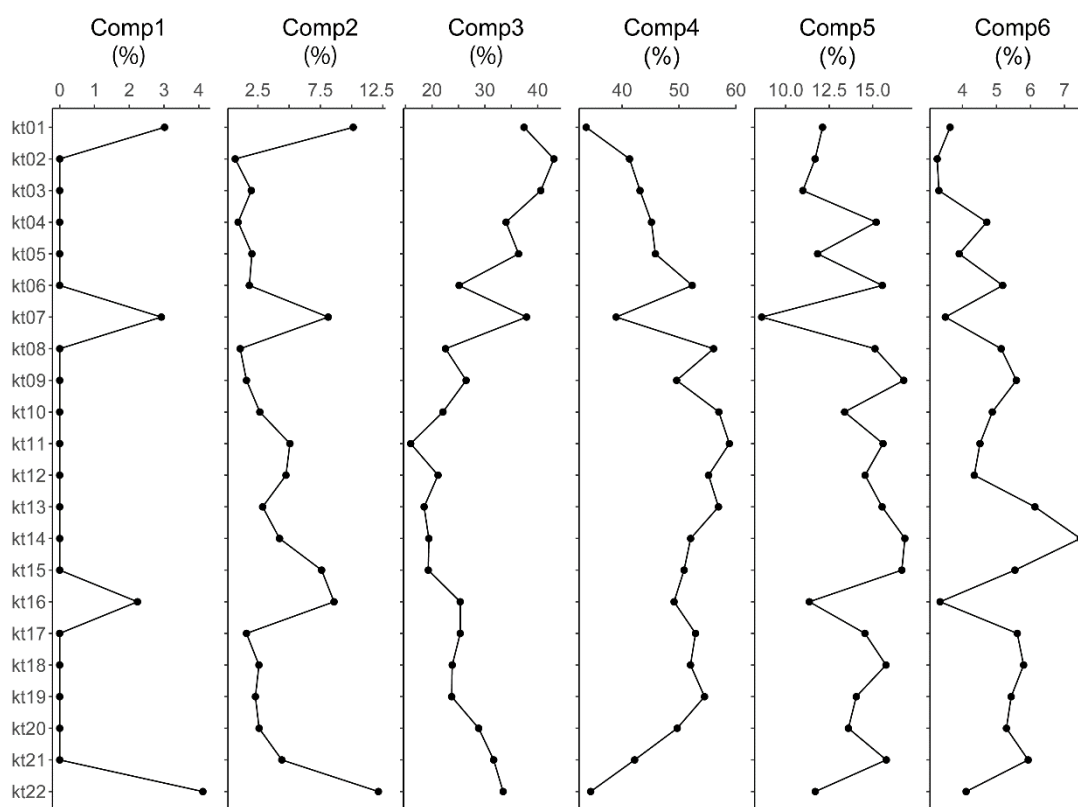 Comp1 Comp2 Comp3 Comp4 Comp5 Comp6
(%) (%) (%) (%) (%) (%)
0 1 2 3 4 2.5 7.5 12.5 20 30 40 40 50 60 10.0 12.5 15.0 4 5 6 7
kt01
kt02
kt03
kt04
kt05
kt06
kt07
kt08
kt09
kt10
kt11
kt12
kt13
kt14
kt15
kt16
kt17
kt18
kt19
kt20
kt21
kt22